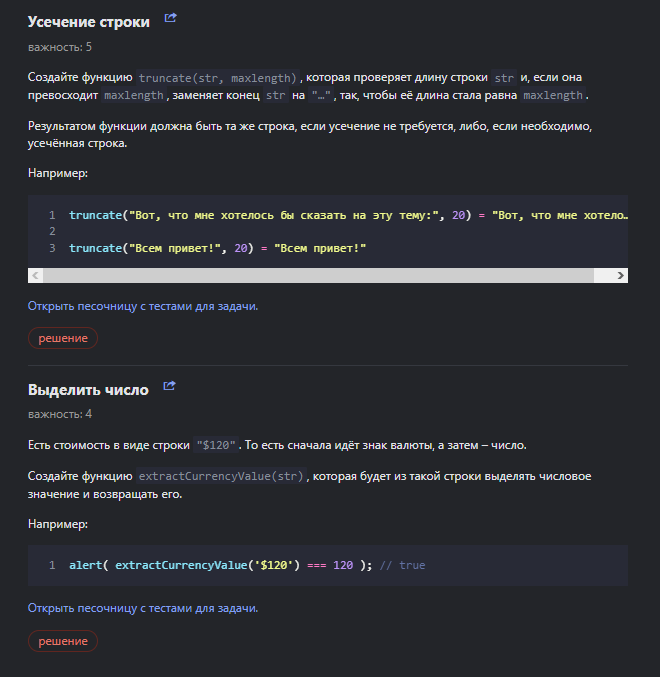 Усечение строки
важность: 5
Создайте функцию truncate(str, maxlength), которая проверяет длину строки str и, если она
превосходит maxlength, заменяет конец str на "…", так, чтобы её длина стала равна maxlength.
Результатом функции должна быть та же строка, если усечение не требуется, либо, если необходимо,
усечённая строка.
Например:
1 truncate("Вот, что мне хотелось бы сказать на эту тему:", 20) = "Вот, что мне хотело…
2
3 truncate("Всем привет!", 20) = "Всем привет!"
Открыть песочницу с тестами для задачи.
решение
Выделить число
важность: 4
Есть стоимость в виде строки "$120". То есть сначала идёт знак валюты, а затем – число.
Создайте функцию extractCurrencyValue(str), которая будет из такой строки выделять числовое
значение и возвращать его.
Например:
1 alert( extractCurrencyValue('$120') === 120 ); // true
Открыть песочницу с тестами для задачи.
решение